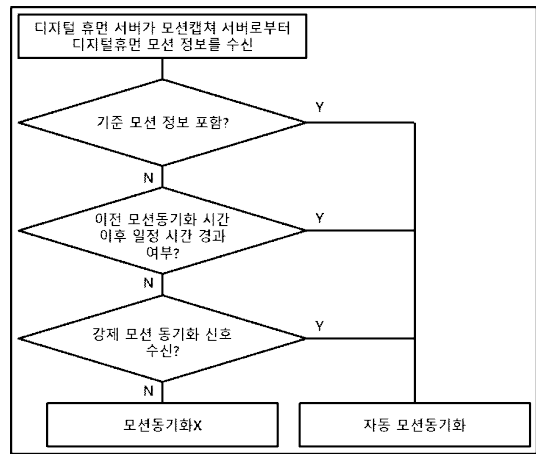 디지털 휴먼 서버가 모션캡쳐 서버로부터
디지털휴먼 모션 정보를 수신
기준 모션 정보 포함?
Y
N
이전 모션동기화 시간
이후 일정 시간 경과
여부?
Y
N
강제 모션 동기화 신호
수신?
Y
N
모션동기화X
자동 모션동기화